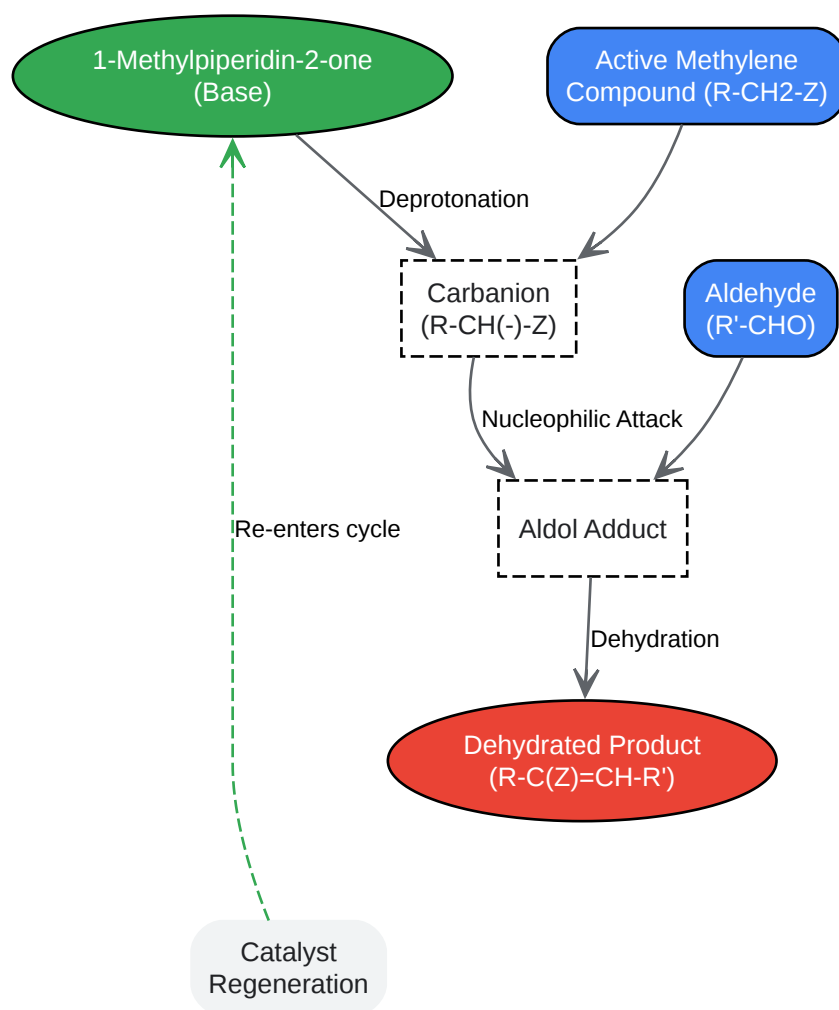 1-Methylpiperidin-2-one
(Base)
Active Methylene
Compound (R-CH2-Z)
Deprotonation
Carbanion
(R-CH(-)-Z)
Aldehyde
(R'-CHO)
Nucleophilic Attack
Aldol Adduct
Re-enters cycle
Dehydration
Dehydrated Product
(R-C(Z)=CH-R')
Catalyst
Regeneration